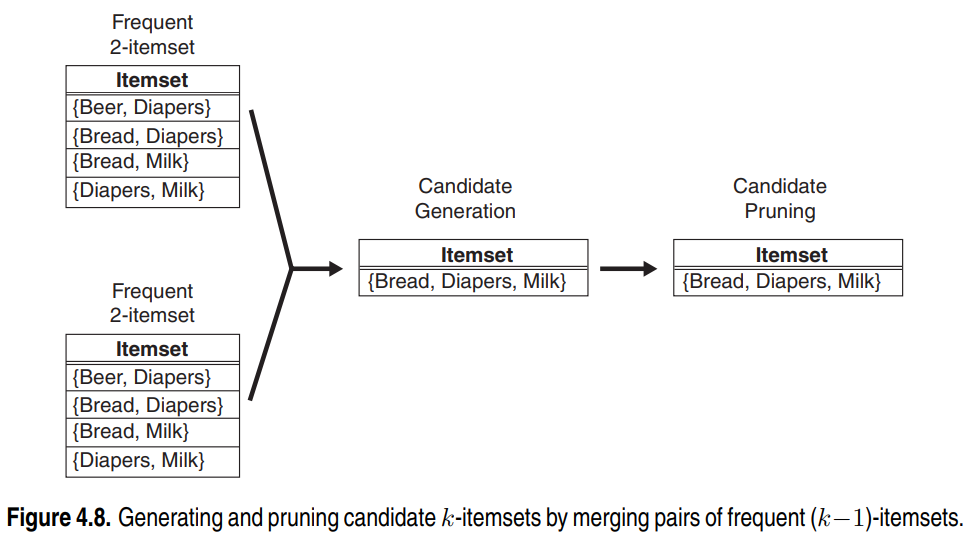 Frequent
2-itemset
Itemset
{Beer, Diapers}
{Bread, Diapers}
{Bread, Milk}
{Diapers, Milk}
Frequent
2-itemset
Itemset
{Beer, Diapers}
{Bread, Diapers}
{Bread, Milk}
{Diapers, Milk}
Candidate
Generation
Itemset
{Bread, Diapers, Milk}
Candidate
Pruning
Itemset
{Bread, Diapers, Milk}
Figure 4.8. Generating and pruning candidate k-itemsets by merging pairs of frequent (k−1)-itemsets.